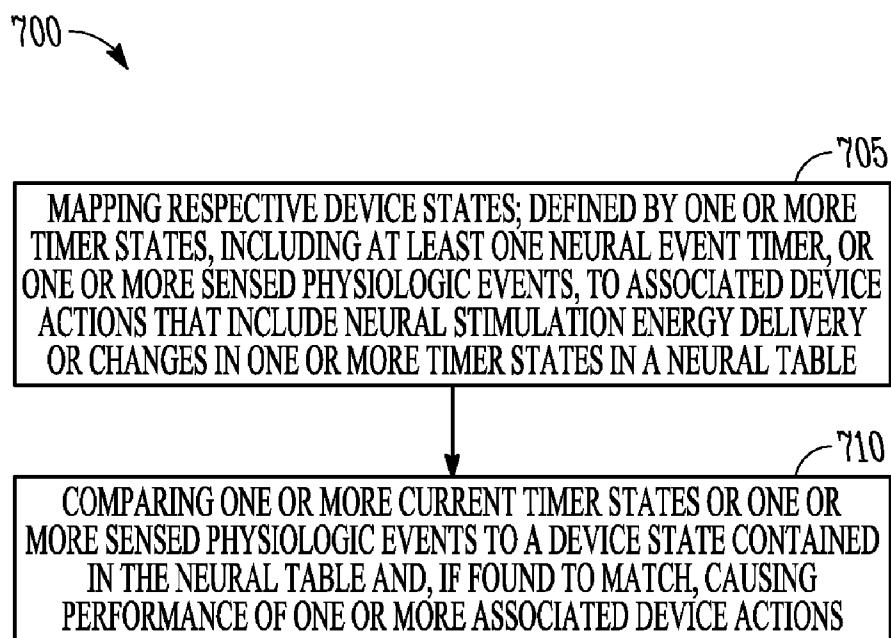 700
705
MAPPING RESPECTIVE DEVICE STATES; DEFINED BY ONE OR MORE
TIMER STATES, INCLUDING AT LEAST ONE NEURAL EVENT TIMER, OR
ONE OR MORE SENSED PHYSIOLOGIC EVENTS, TO ASSOCIATED DEVICE
ACTIONS THAT INCLUDE NEURAL STIMULATION ENERGY DELIVERY
OR CHANGES IN ONE OR MORE TIMER STATES IN A NEURAL TABLE
710
COMPARING ONE OR MORE CURRENT TIMER STATES OR ONE OR
MORE SENSED PHYSIOLOGIC EVENTS TO A DEVICE STATE CONTAINED
IN THE NEURAL TABLE AND, IF FOUND TO MATCH, CAUSING
PERFORMANCE OF ONE OR MORE ASSOCIATED DEVICE ACTIONS